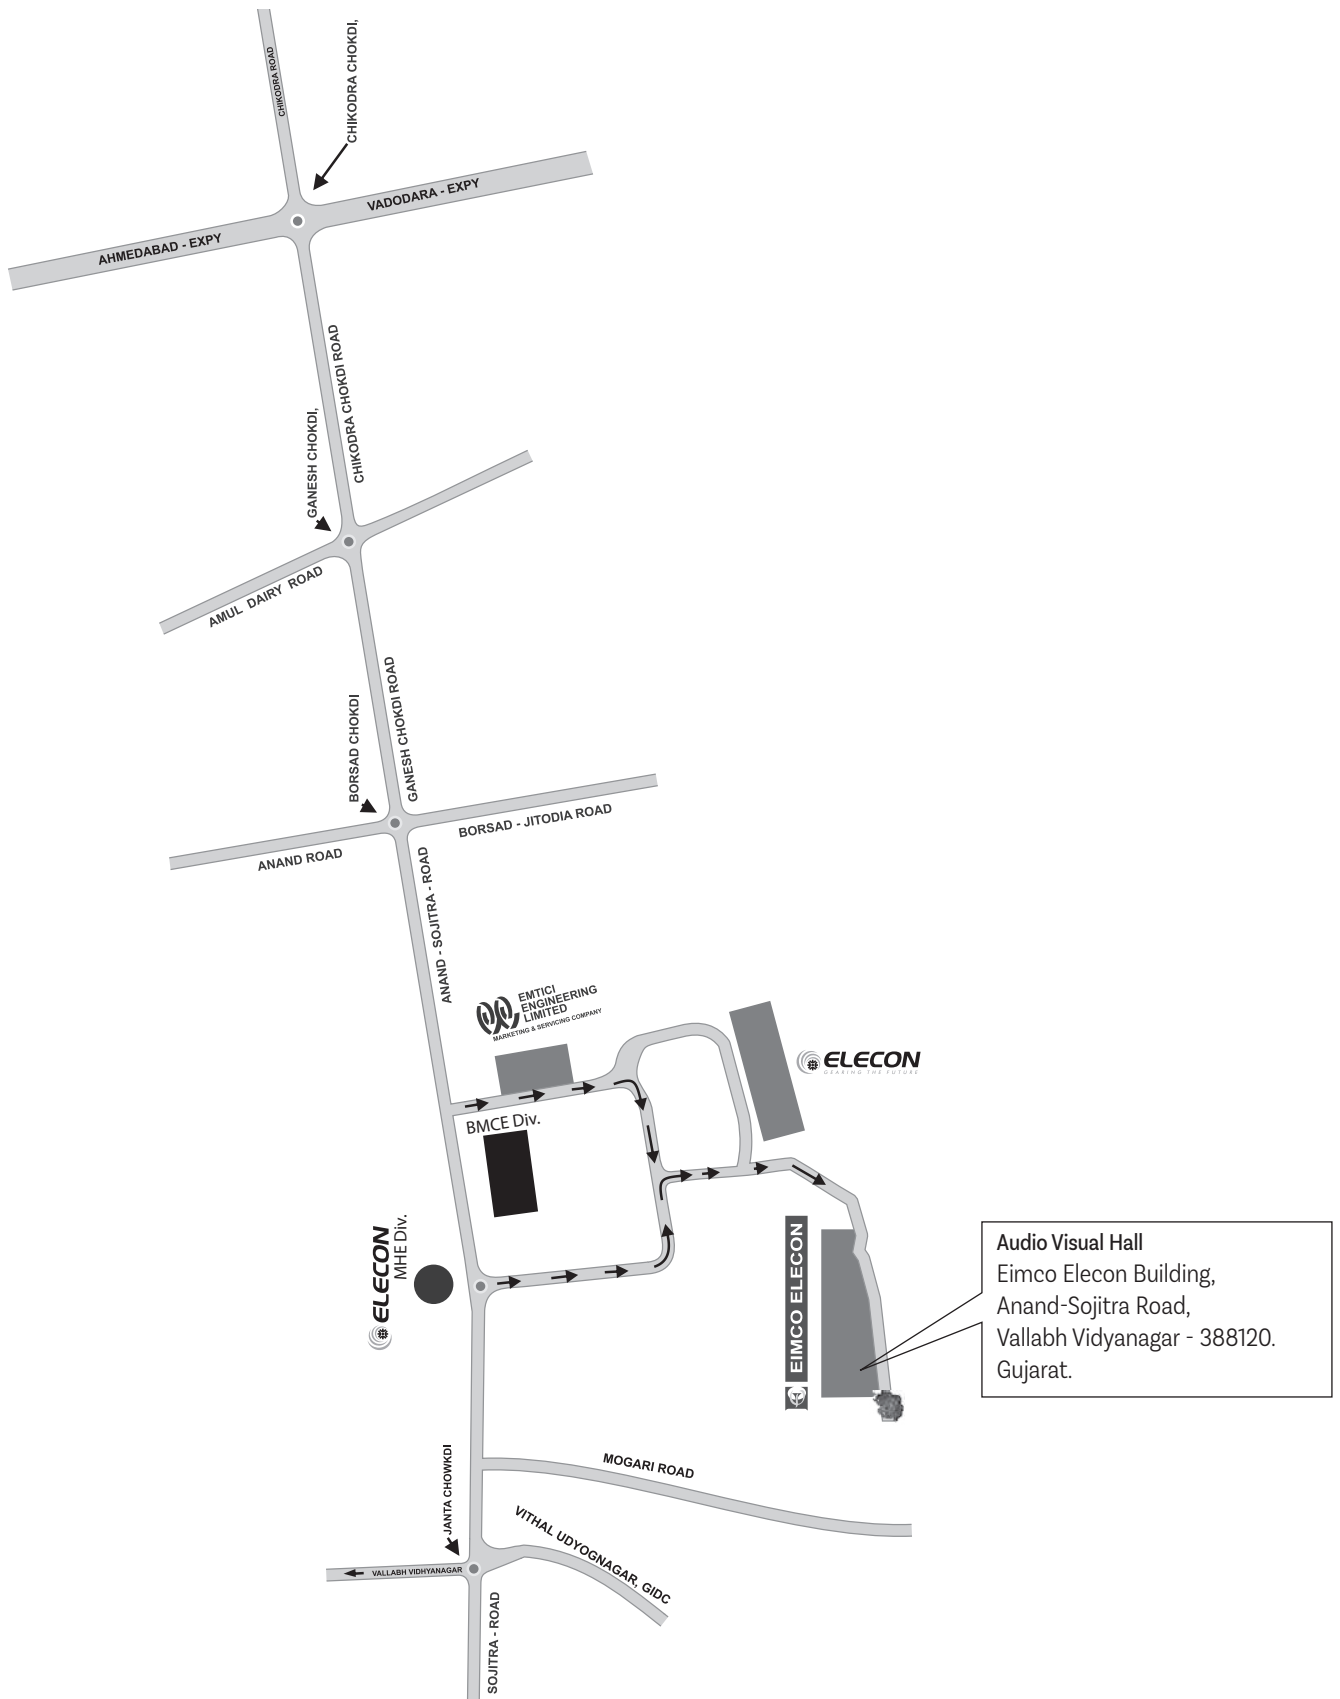 CHIKODRA ROAD
CHIKODRA CHOKDI,
VADODARA - EXPY
AHMEDABAD - EXPY
CHIKODRA CHOKDI ROAD
GANESH CHOKDI,
AMUL DAIRY ROAD
GANESH CHOKDI ROAD
BORSAD CHOKDI
BORSAD - JITODIA ROAD
ANAND ROAD
ANAND - SOJITRA - ROAD
EMTICI
ENGINEERING
LIMITED
MARKETING & SERVICING COMPANY
ELECON
GEARING THE FUTURE
BMCE Div.
ELECON
MHE Div.
EIMCO ELECON
Audio Visual Hall
Eimco Elecon Building,
Anand-Sojitra Road,
Vallabh Vidyanagar - 388120.
Gujarat.
MOGARI ROAD
JANTA CHOWKDI
VITHAL UDYOGNAGAR, GIDC
VALLABH VIDHYANAGAR
SOJITRA - ROAD